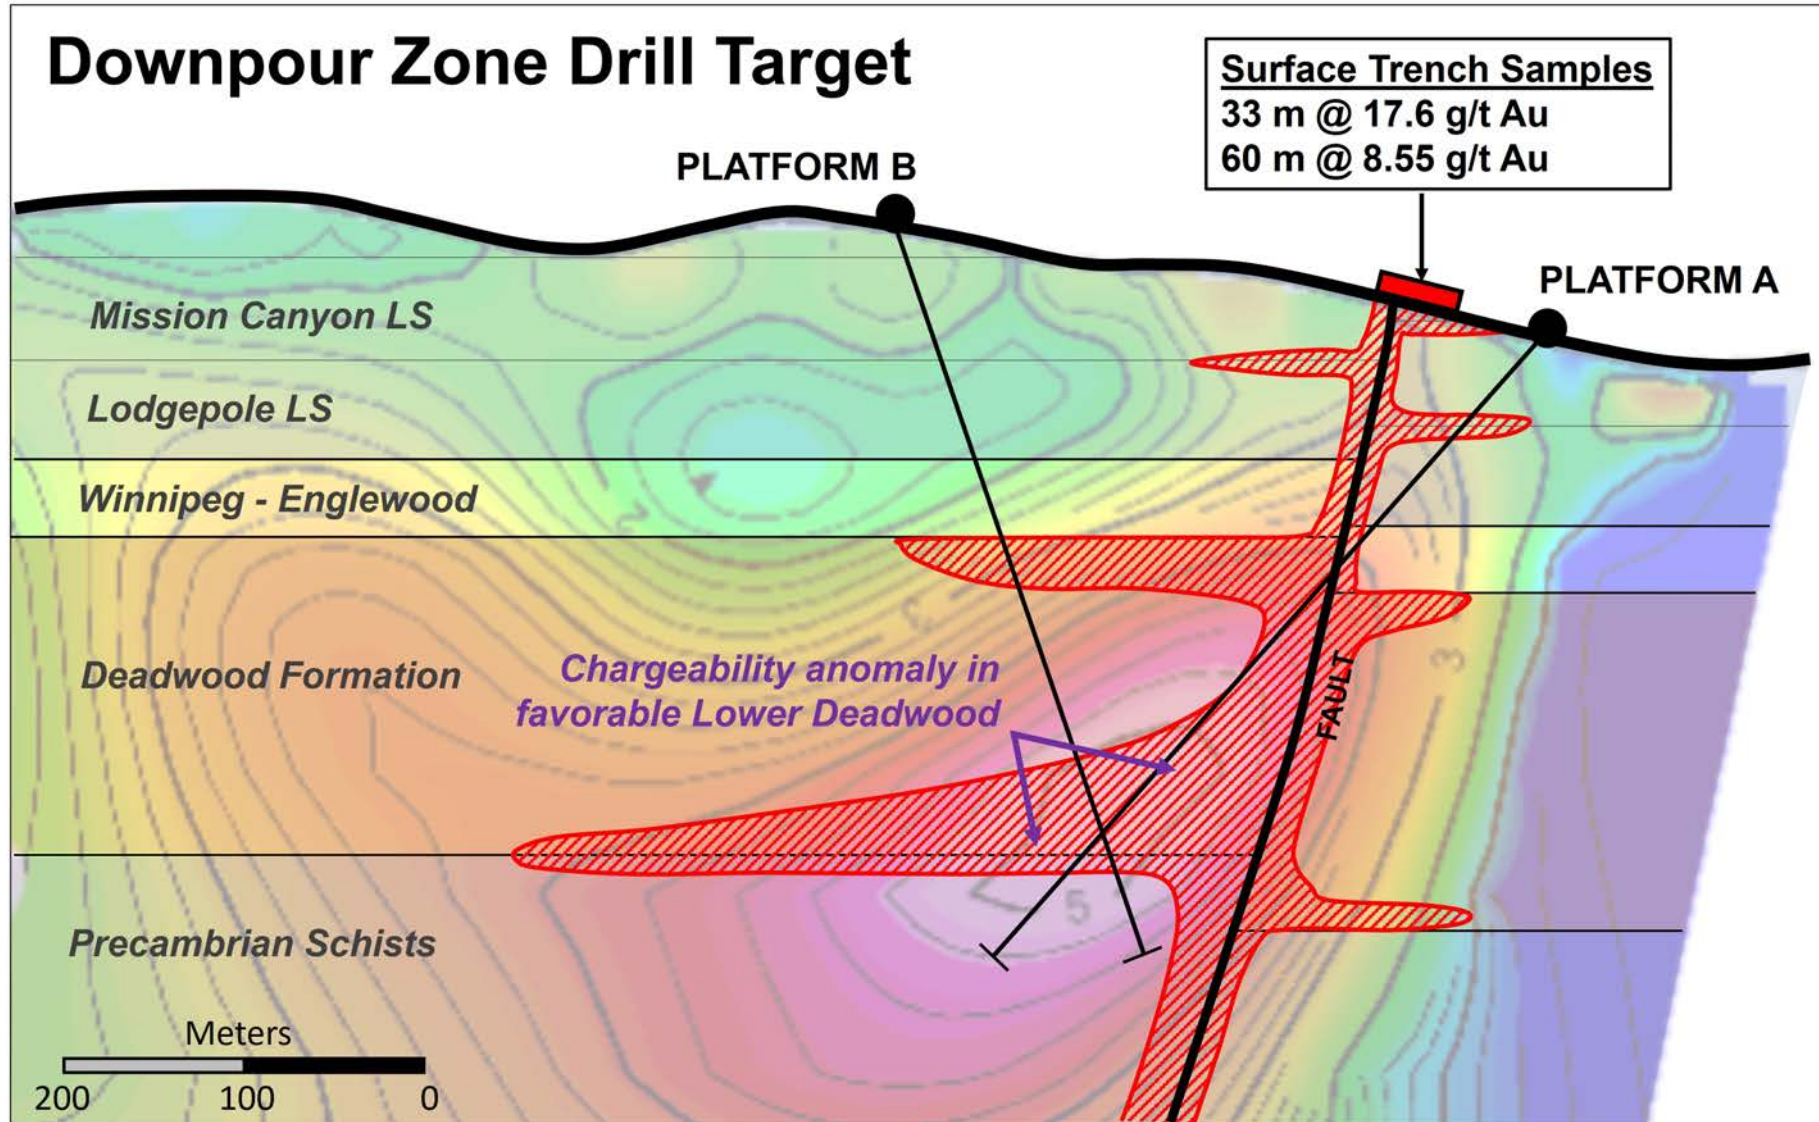 Downpour Zone Drill Target
Surface Trench Samples
33 m @ 17.6 g/t Au
60 m @ 8.55 g/t Au
PLATFORM B
PLATFORM A
Mission Canyon LS
Lodgepole LS
Winnipeg - Englewood
Deadwood Formation
Chargeability anomaly in
favorable Lower Deadwood
FAULT
3
5
Precambrian Schists
Meters
200 100 0